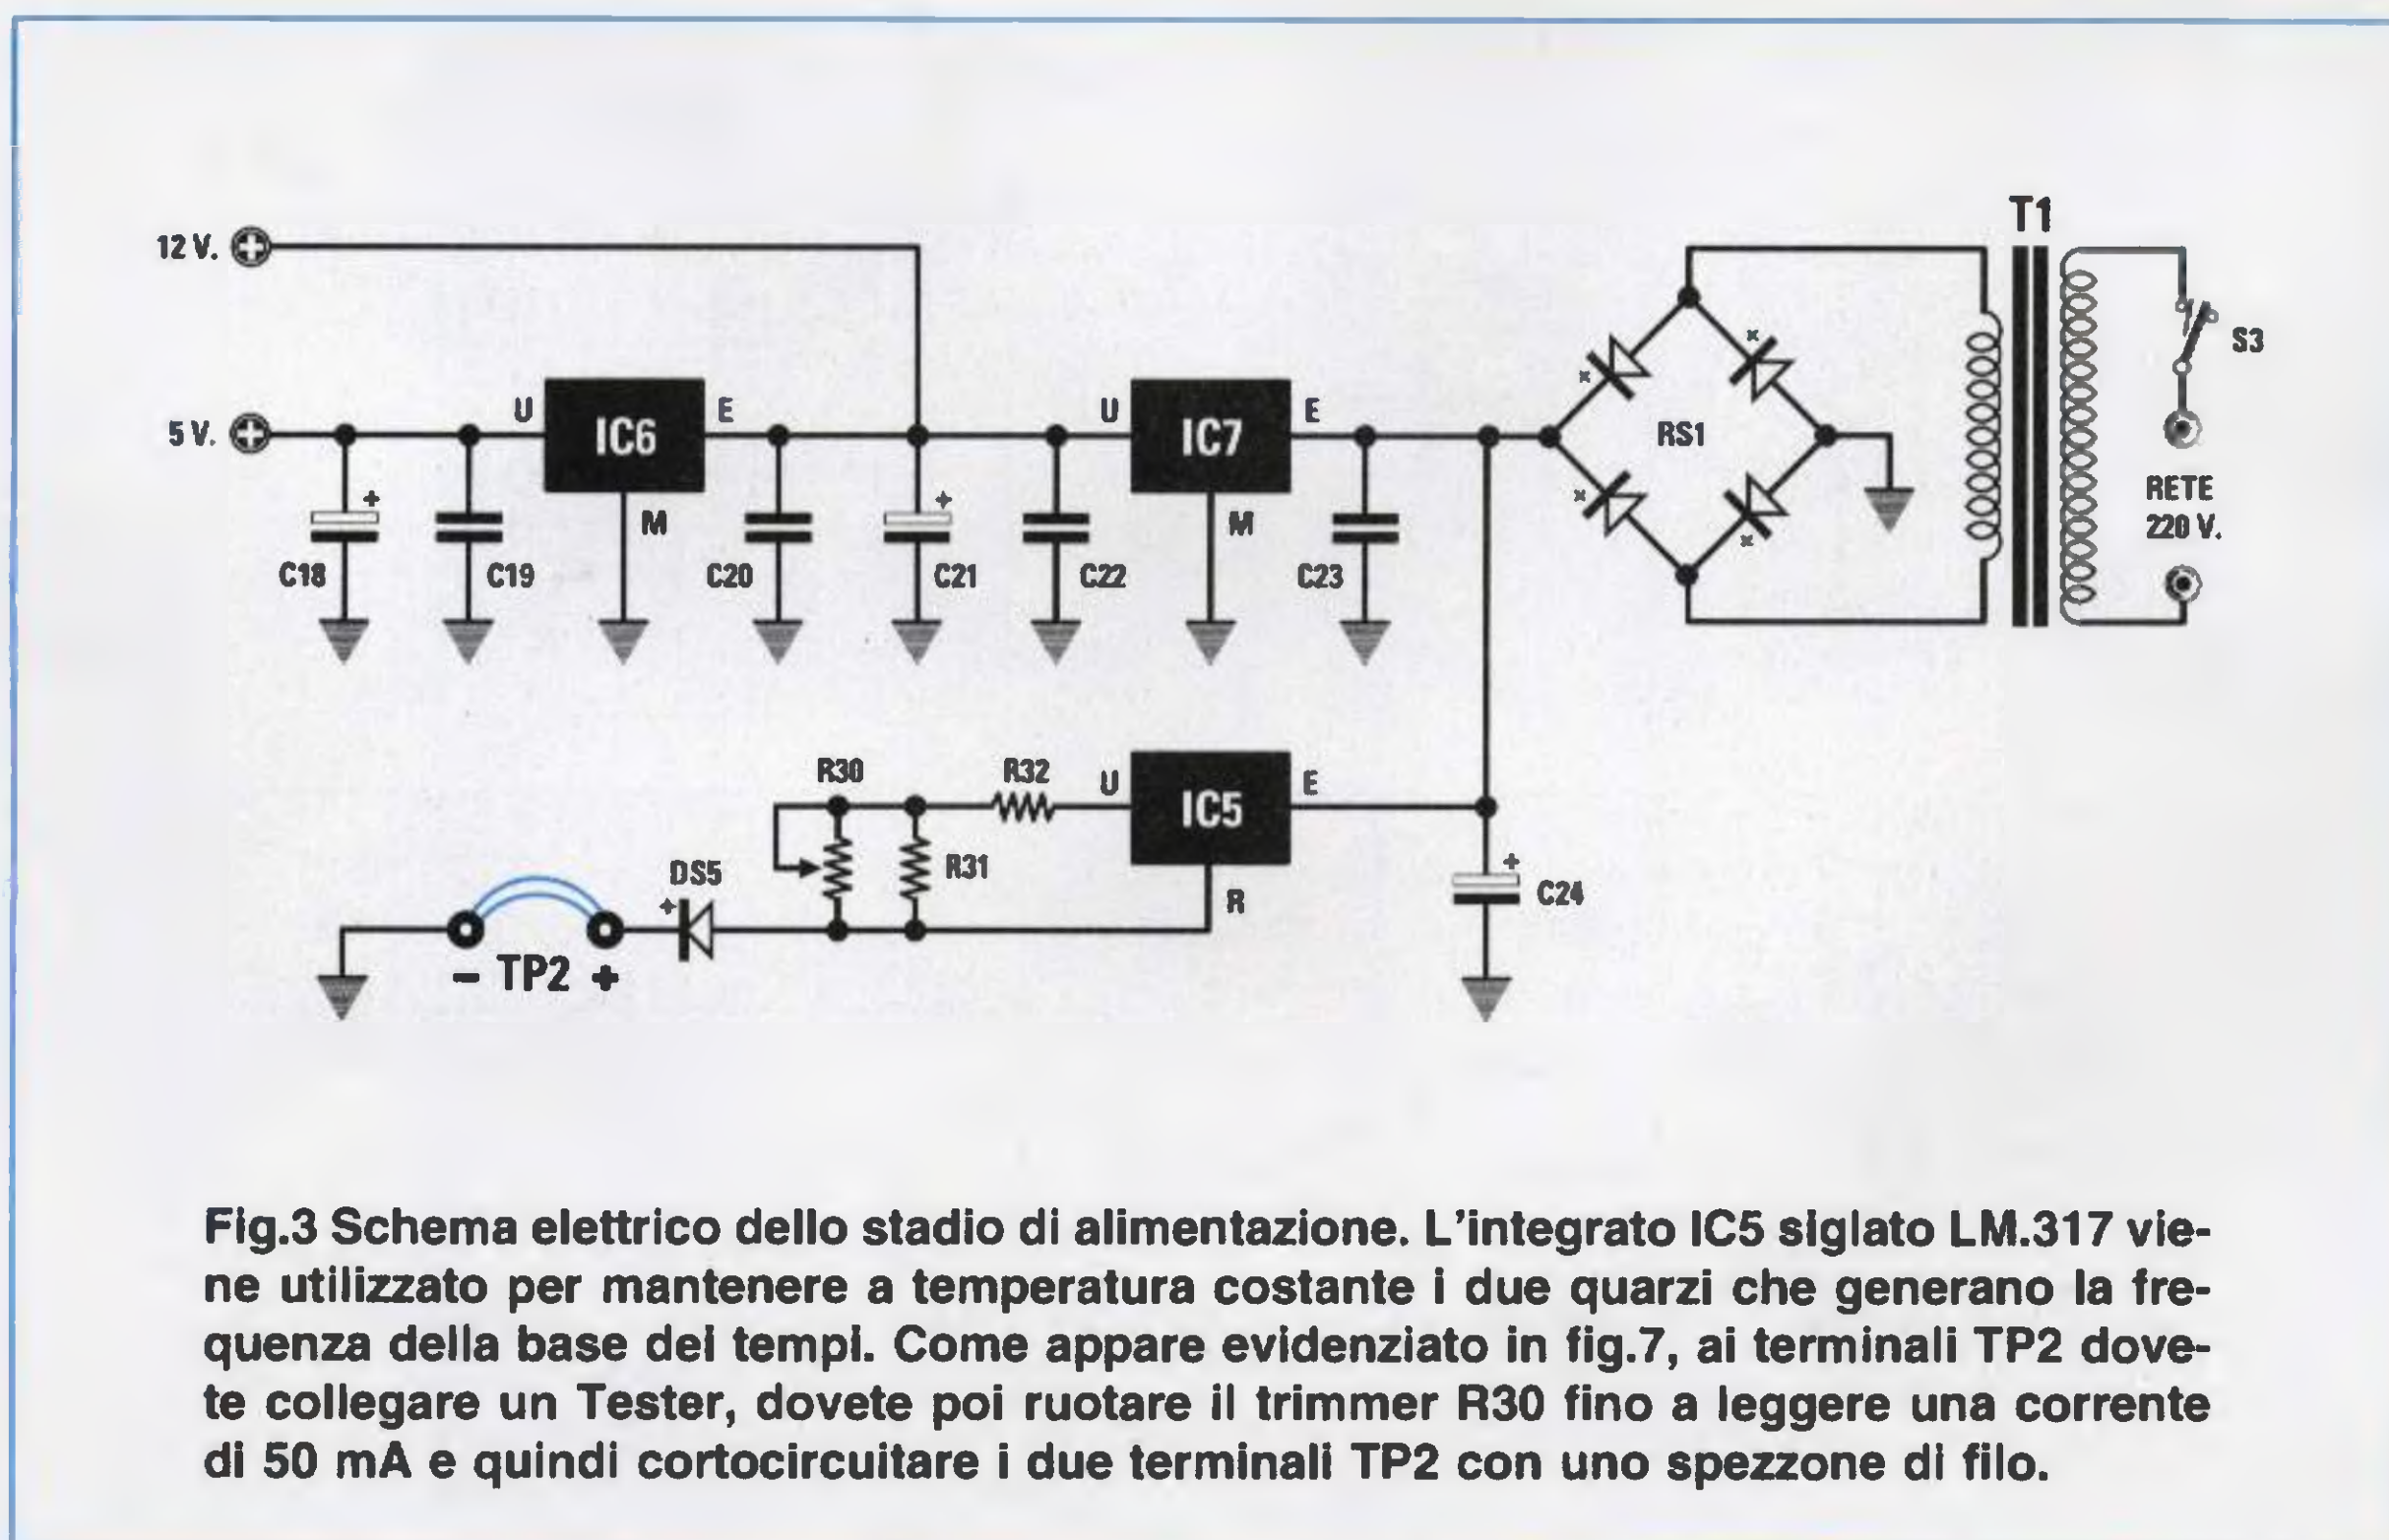 T1
12 V.
S3
5 V.
U
IC6
E
U
IC7
E
RS1
RETE
220 V.
+
M
+
M
C18
C19
C20
C21
C22
C23
R30
R32
U
IC5
E
DS5
+
R31
R
+
C24
– TP2 +
Fig.3 Schema elettrico dello stadio di alimentazione. L'integrato IC5 siglato LM.317 vie-
ne utilizzato per mantenere a temperatura costante i due quarzi che generano la fre-
quenza della base dei tempi. Come appare evidenziato in fig.7, ai terminali TP2 dove-
te collegare un Tester, dovete poi ruotare il trimmer R30 fino a leggere una corrente
di 50 mA e quindi cortocircuitare i due terminali TP2 con uno spezzone di filo.